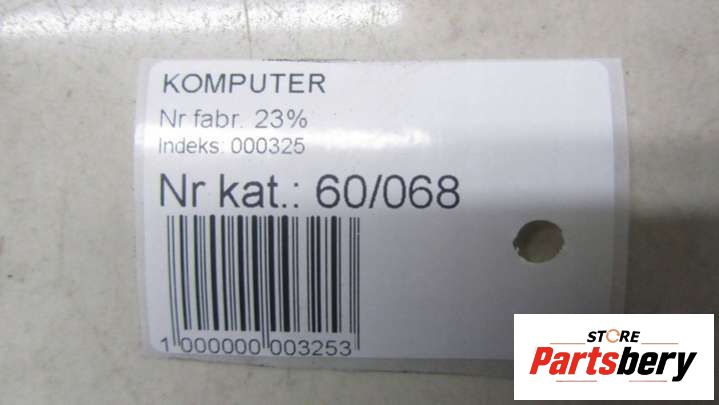 KOMPUTER
Nr fabr. 23%
Indeks: 000325
Nr kat.: 60/068
1 000000 003253
STORE
Partsbery